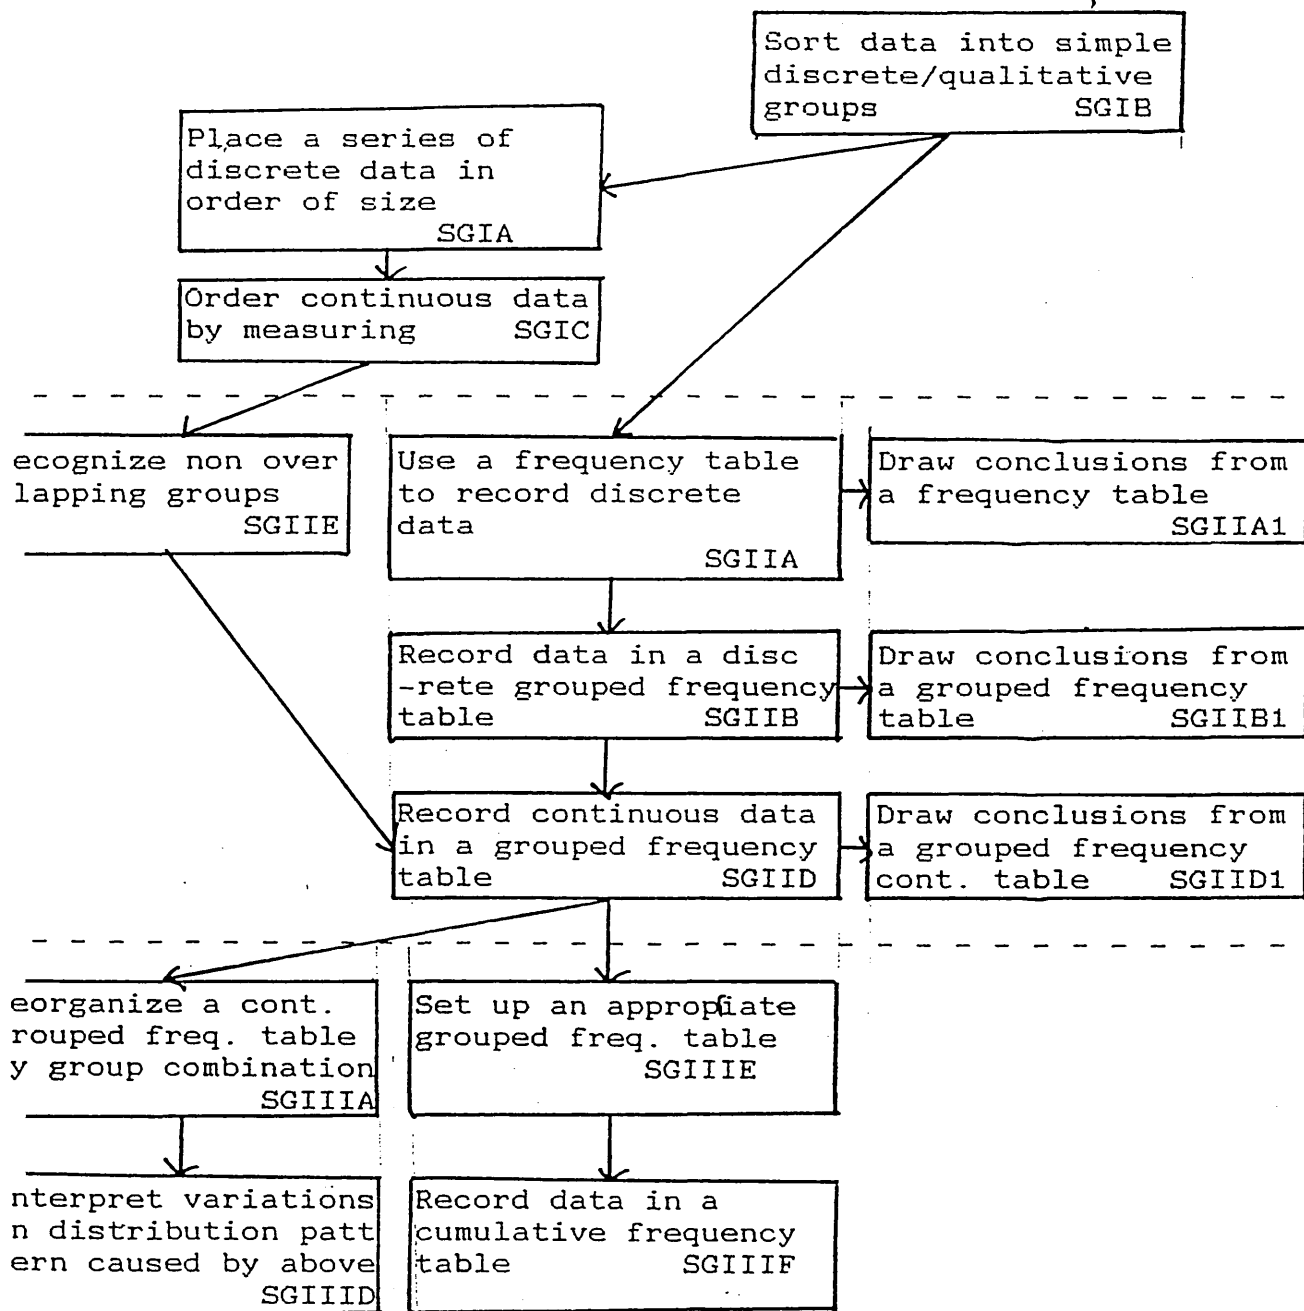 Sort data into simple
discrete/qualitative
groups SGIB
Place a series of
discrete data in
order of size
SGIA
Order continuous data
by measuring SGIC
ecognize non over
lapping groups
SGIIE
Use a frequency table
to record discrete
data
SGIIA
Draw conclusions from
a frequency table
SGIIA1
Record data in a disc
-rete grouped frequency
table SGIIB
Draw conclusions from
a grouped frequency
table SGIIB1
Record continuous data
in a grouped frequency
table SGIID
Draw conclusions from
a grouped frequency
cont. table SGIID1
eorganize a cont.
rouped freq. table
y group combination
SGIIIA
Set up an appropriate
grouped freq. table
SGIIIE
nterpret variations
n distribution patt
ern caused by above
SGIIID
Record data in a
cumulative frequency
table SGIIIF